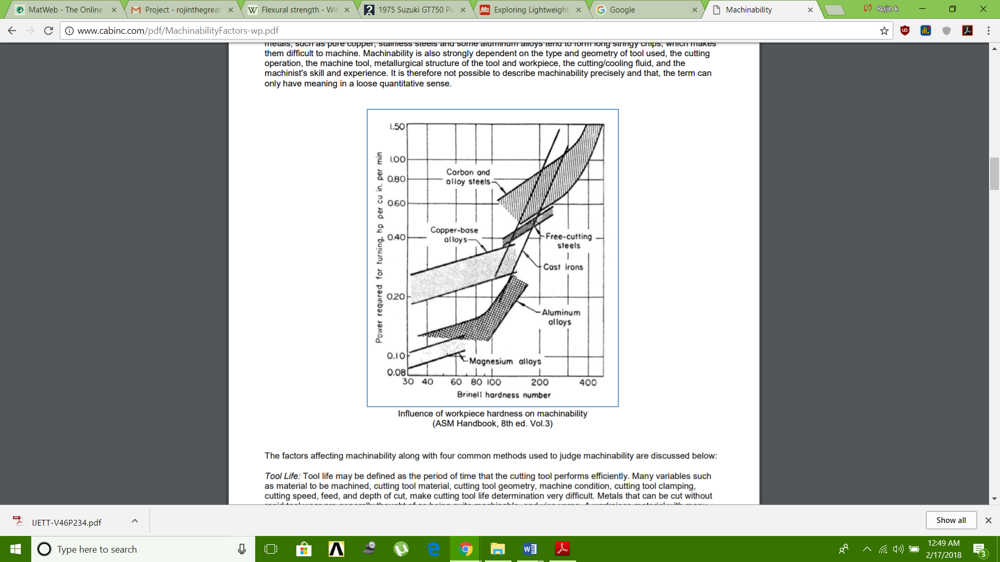 MatWeb - The Online
Project - rojinthegreat
Flexural strength - Wik
1975 Suzuki GT750 Pic
Exploring Lightweight
Google
Machinability
Rojin k
www.cabinc.com/pdf/MachinabilityFactors-wp.pdf
metals, such as pure copper, stainless steels and some aluminum alloys tend to form long stringy chips, which makes
them difficult to machine. Machinability is also strongly dependent on the type and geometry of tool used, the cutting
operation, the machine tool, metallurgical structure of the tool and workpiece, the cutting/cooling fluid, and the
machinist's skill and experience. It is therefore not possible to describe machinability precisely and that, the term can
only have meaning in a loose quantitative sense.
Power required for turning, hp per cu in. per min
1.50
1.00
0.80
0.60
0.40
0.20
0.10
0.08
Carbon and
alloy steels
Copper-base
alloys
Free-cutting
steels
Cast irons
Aluminum
alloys
Magnesium alloys
30 40 60 80 100 200 400
Brinell hardness number
Influence of workpiece hardness on machinability
(ASM Handbook, 8th ed. Vol.3)
The factors affecting machinability along with four common methods used to judge machinability are discussed below:
Tool Life: Tool life may be defined as the period of time that the cutting tool performs efficiently. Many variables such
as material to be machined, cutting tool material, cutting tool geometry, machine condition, cutting tool clamping,
cutting speed, feed, and depth of cut, make cutting tool life determination very difficult. Metals that can be cut without
IJETT-V46P234.pdf
Show all
Type here to search
12:49 AM
2/17/2018
3